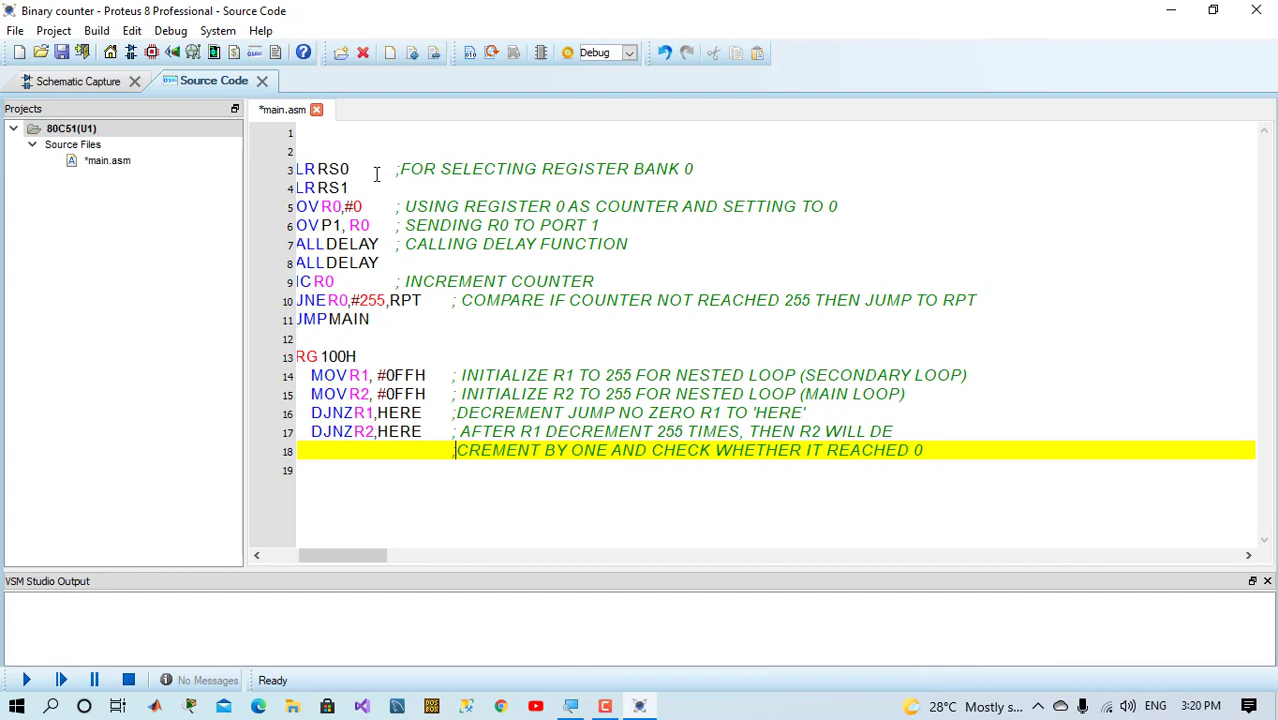 Binary counter - Proteus 8 Professional - Source Code
File Project Build Edit Debug System Help
Debug
Schematic Capture Source Code
Projects
*main.asm
80C51(U1)
Source Files
*main.asm
1
2
3 LR RS0 ;FOR SELECTING REGISTER BANK 0
4 LR RS1
5 OV R0,#0 ; USING REGISTER 0 AS COUNTER AND SETTING TO 0
6 OV P1, R0 ; SENDING R0 TO PORT 1
7 ALL DELAY ; CALLING DELAY FUNCTION
8 ALL DELAY
9 NC R0 ; INCREMENT COUNTER
10 JNE R0,#255,RPT ; COMPARE IF COUNTER NOT REACHED 255 THEN JUMP TO RPT
11 UMP MAIN
12
13 RG 100H
14 MOV R1, #0FFH ; INITIALIZE R1 TO 255 FOR NESTED LOOP (SECONDARY LOOP)
15 MOV R2, #0FFH ; INITIALIZE R2 TO 255 FOR NESTED LOOP (MAIN LOOP)
16 DJNZ R1,HERE ;DECREMENT JUMP NO ZERO R1 TO 'HERE'
17 DJNZ R2,HERE ; AFTER R1 DECREMENT 255 TIMES, THEN R2 WILL DE
18 ;CREMENT BY ONE AND CHECK WHETHER IT REACHED 0
19
VSM Studio Output
No Messages Ready
28°C Mostly s... ENG 3:20 PM